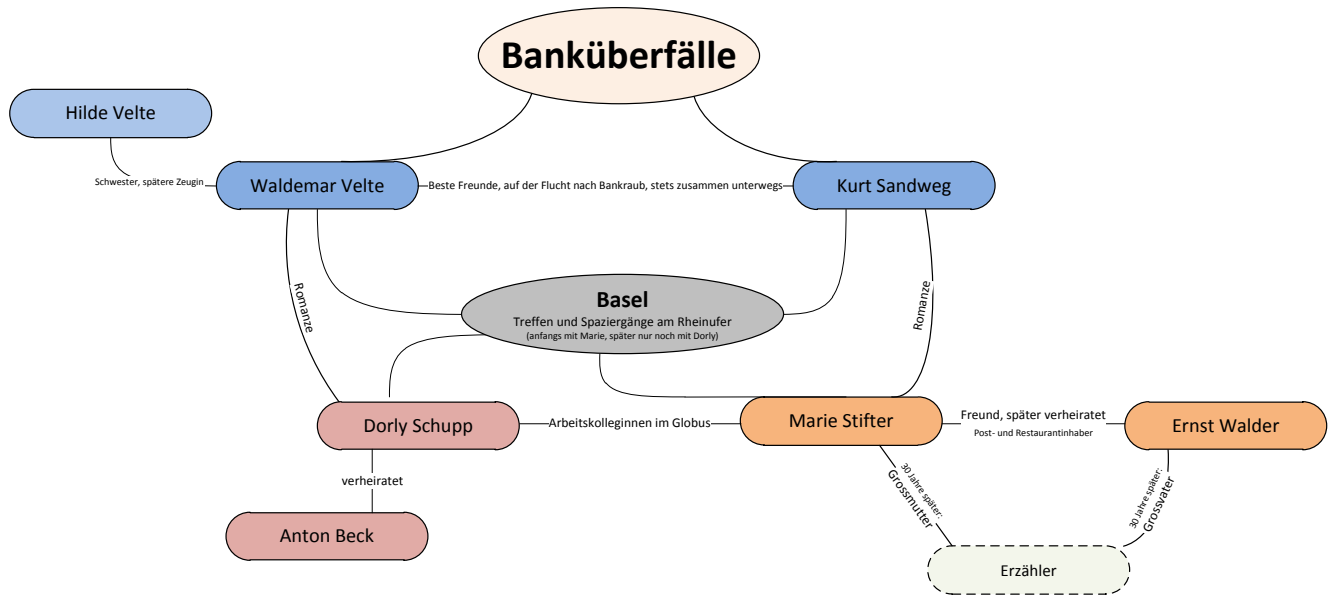 Banküberfälle
Hilde Velte
Schwester, spätere Zeugin
Waldemar Velte
Beste Freunde, auf der Flucht nach Bankraub, stets zusammen unterwegs
Kurt Sandweg
Romanze
Romanze
Basel
Treffen und Spaziergänge am Rheinufer
(anfangs mit Marie, später nur noch mit Dorly)
Dorly Schupp
Arbeitskolleginnen im Globus
Marie Stifter
Freund, später verheiratet
Post- und Restaurantinhaber
Ernst Walder
verheiratet
30 Jahre später:
Grossmutter
30 Jahre später:
Grossvater
Anton Beck
Erzähler